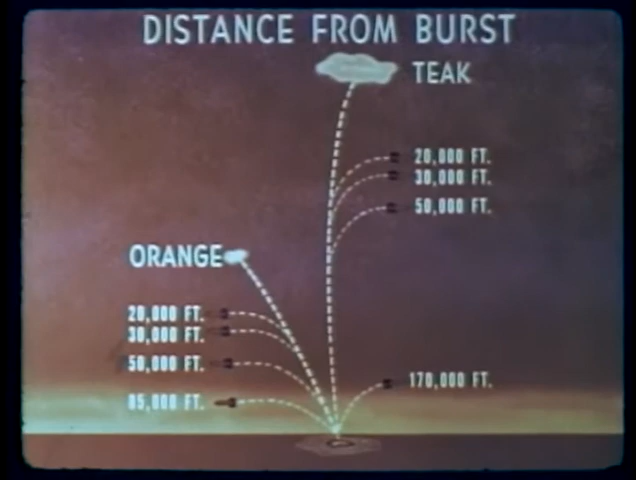 DISTANCE FROM BURST
TEAK
20,000 FT.
30,000 FT.
50,000 FT.
ORANGE
20,000 FT.
30,000 FT.
50,000 FT.
85,000 FT.
170,000 FT.